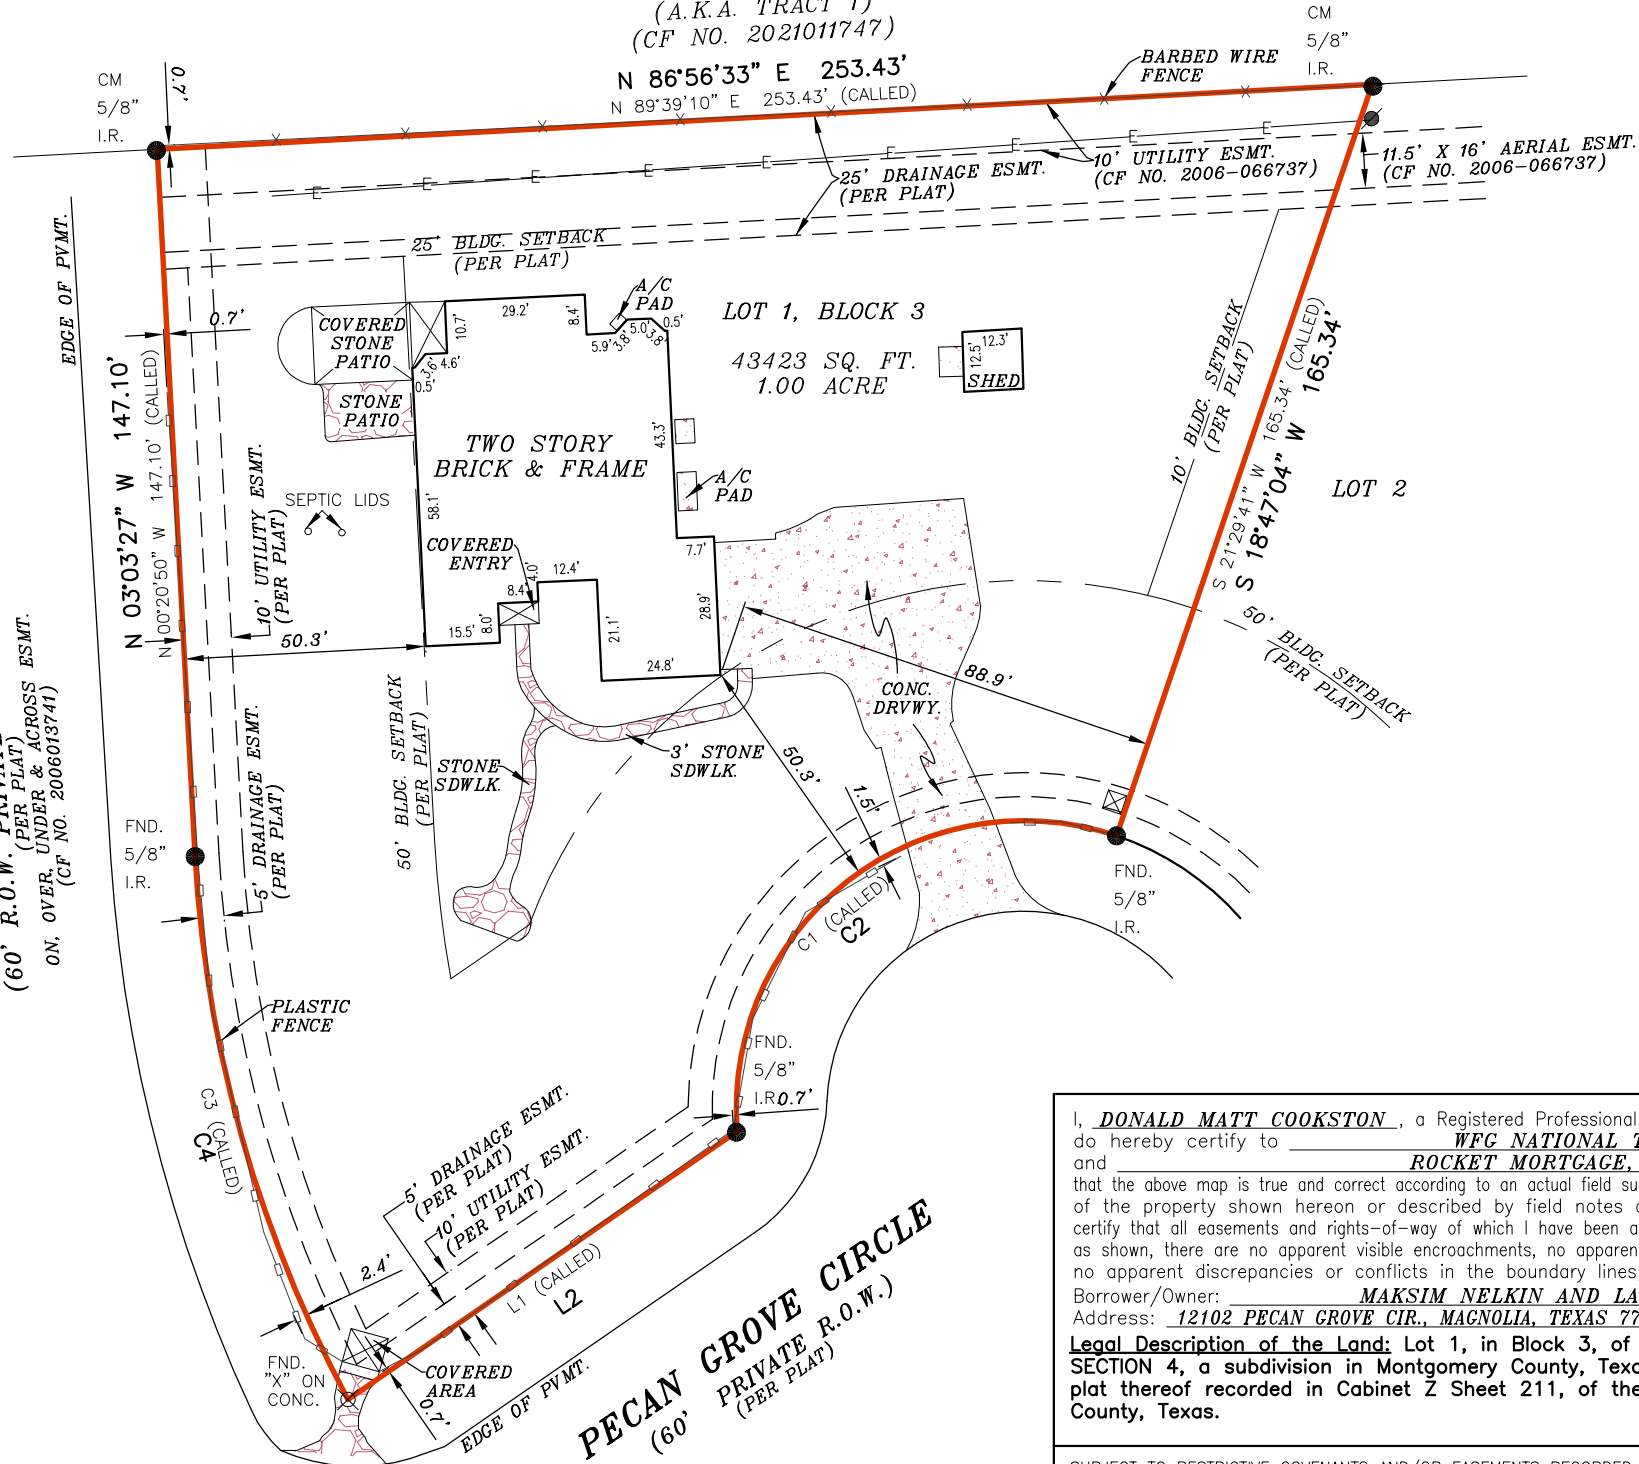 (A.K.A. TRACT 1)
(CF NO. 2021011747)
N 86°56'33" E 253.43'
N 89°39'10" E 253.43' (CALLED)
BARBED WIRE
FENCE
CM
5/8"
I.R.
CM
5/8"
I.R.
0.7'
10' UTILITY ESMT.
(CF NO. 2006-066737)
11.5' X 16' AERIAL ESMT.
(CF NO. 2006-066737)
25' DRAINAGE ESMT.
(PER PLAT)
25' BLDG. SETBACK
(PER PLAT)
EDGE OF PVMT.
0.7'
N 03°03'27" W 147.10'
N 00°20'50" W 147.10' (CALLED)
COVERED
STONE
PATIO
STONE
PATIO
29.2'
8.4'
10.7'
4.6'
3.6'
0.5'
A/C
PAD
5.9'
3.8'
5.0'
3.8'
0.5'
LOT 1, BLOCK 3
43423 SQ. FT.
1.00 ACRE
12.3'
12.5'
SHED
10' BLDG. SETBACK
(PER PLAT)
S 21°29'41" W 165.34' (CALLED)
S 18°47'04" W 165.34'
LOT 2
TWO STORY
BRICK & FRAME
43.3'
A/C
PAD
58.1'
SEPTIC LIDS
10' UTILITY ESMT.
(PER PLAT)
COVERED
ENTRY
7.7'
28.9'
12.4'
4.0'
8.4'
8.0'
15.5'
21.1'
24.8'
50.3'
50' BLDG. SETBACK
(PER PLAT)
88.9'
CONC.
DRVWY.
50' BLDG. SETBACK
(PER PLAT)
3' STONE
SDWLK.
STONE
SDWLK.
50.3'
1.5'
(60' R.O.W. PRIVATE
(PER PLAT)
ON, OVER, UNDER & ACROSS ESMT.
(CF NO. 2006013741)
5' DRAINAGE ESMT.
(PER PLAT)
FND.
5/8"
I.R.
FND.
5/8"
I.R.
C1 (CALLED)
C2
PLASTIC
FENCE
FND.
5/8"
I.R.
0.7'
C3 (CALLED)
C4
5' DRAINAGE ESMT.
(PER PLAT)
10' UTILITY ESMT.
(PER PLAT)
2.4'
L1 (CALLED)
L2
FND.
"X" ON
CONC.
COVERED
AREA
0.7'
EDGE OF PVMT.
PECAN GROVE CIRCLE
(60' PRIVATE R.O.W.)
(PER PLAT)
I, DONALD MATT COOKSTON, a Registered Professional
do hereby certify to WFG NATIONAL
and ROCKET MORTGAGE,
that the above map is true and correct according to an actual field
of the property shown hereon or described by field notes
certify that all easements and rights-of-way of which I have been
as shown, there are no apparent visible encroachments, no
no apparent discrepancies or conflicts in the boundary lines
Borrower/Owner: MAKSIM NELKIN AND
Address: 12102 PECAN GROVE CIR., MAGNOLIA, TEXAS
Legal Description of the Land: Lot 1, in Block 3, of
SECTION 4, a subdivision in Montgomery County,
plat thereof recorded in Cabinet Z Sheet 211, of the
County, Texas.